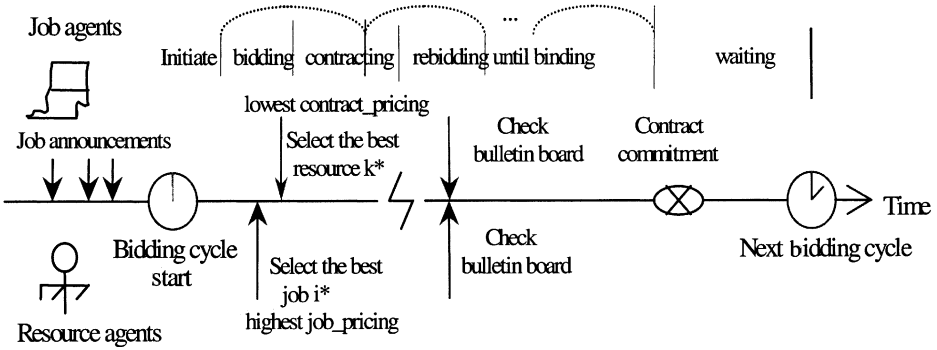 Job agents
...
Initiate bidding contracting rebidding until binding waiting
lowest contract_pricing
Job announcements
Select the best
resource k*
Check
bulletin board
Contract
commitment
Time
Bidding cycle
start
Select the best
job i*
highest job_pricing
Check
bulletin board
Next bidding cycle
Resource agents